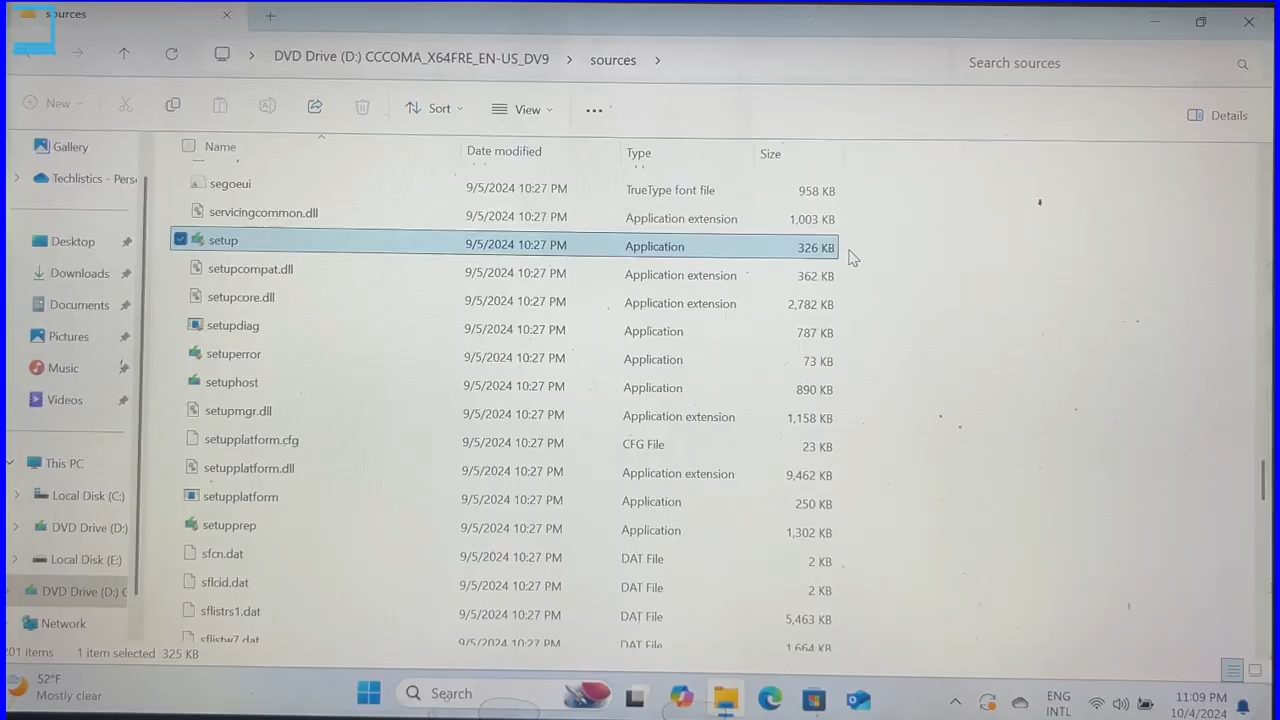 sources
DVD Drive (D:) CCCOMA_X64FRE_EN-US_DV9 > sources >
Search sources
New
Sort
View
Details
Name
Date modified
Type
Size
segoeui 9/5/2024 10:27 PM TrueType font file 958 KB
servicingcommon.dll 9/5/2024 10:27 PM Application extension 1,003 KB
setup 9/5/2024 10:27 PM Application 326 KB
setupcompat.dll 9/5/2024 10:27 PM Application extension 362 KB
setupcore.dll 9/5/2024 10:27 PM Application extension 2,782 KB
setupdiag 9/5/2024 10:27 PM Application 787 KB
setuperror 9/5/2024 10:27 PM Application 73 KB
setuphost 9/5/2024 10:27 PM Application 890 KB
setupmgr.dll 9/5/2024 10:27 PM Application extension 1,158 KB
setupplatform.cfg 9/5/2024 10:27 PM CFG File 23 KB
setupplatform.dll 9/5/2024 10:27 PM Application extension 9,462 KB
setupplatform 9/5/2024 10:27 PM Application 250 KB
setupprep 9/5/2024 10:27 PM Application 1,302 KB
sfcn.dat 9/5/2024 10:27 PM DAT File 2 KB
sflcid.dat 9/5/2024 10:27 PM DAT File 2 KB
sflistrs1.dat 9/5/2024 10:27 PM DAT File 5,463 KB
sflistw7.dat 9/5/2024 10:27 PM DAT File 1,664 KB
Gallery
Techlistics - Pers
Desktop
Downloads
Documents
Pictures
Music
Videos
This PC
Local Disk (C:)
DVD Drive (D:)
Local Disk (E:)
DVD Drive (D:) C
Network
01 items 1 item selected 325 KB
52°F
Mostly clear
Search
ENG
INTL
11:09 PM
10/4/2024